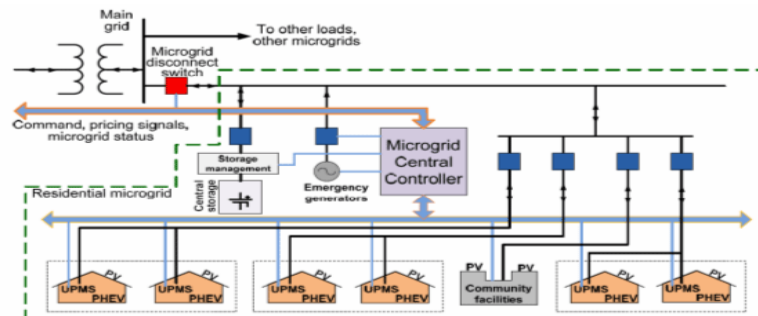 Main
grid
To other loads,
other microgrids
Microgrid
disconnect
switch
Command, pricing signals,
microgrid status
Storage
management
Central
storage
Emergency
generators
Microgrid
Central
Controller
Residential microgrid
PV
UPMS
PHEV
PV
UPMS
PHEV
PV
UPMS
PHEV
PV
UPMS
PHEV
PV PV
Community
facilities
PV
UPMS
PHEV
PV
UPMS
PHEV